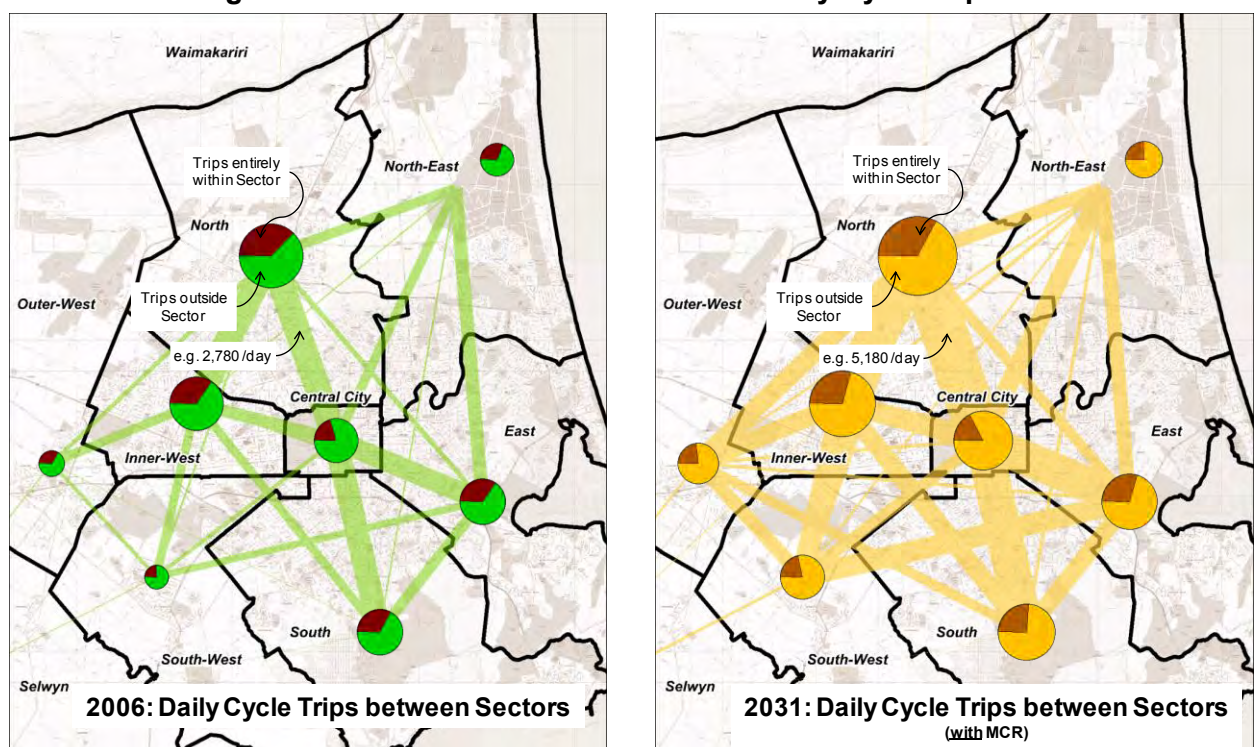 Waimakariri
North-East
Trips entirely
within Sector
North
Trips outside
Sector
Outer-West
e.g. 2,780/day
Central City
East
Inner-West
South
South-West
Selwyn
2006: Daily Cycle Trips between Sectors
Waimakariri
North-East
Trips entirely
within Sector
North
Trips outside
Sector
Outer-West
e.g. 5,180/day
Central City
East
Inner-West
South
South-West
Selwyn
2031: Daily Cycle Trips between Sectors
(with MCR)